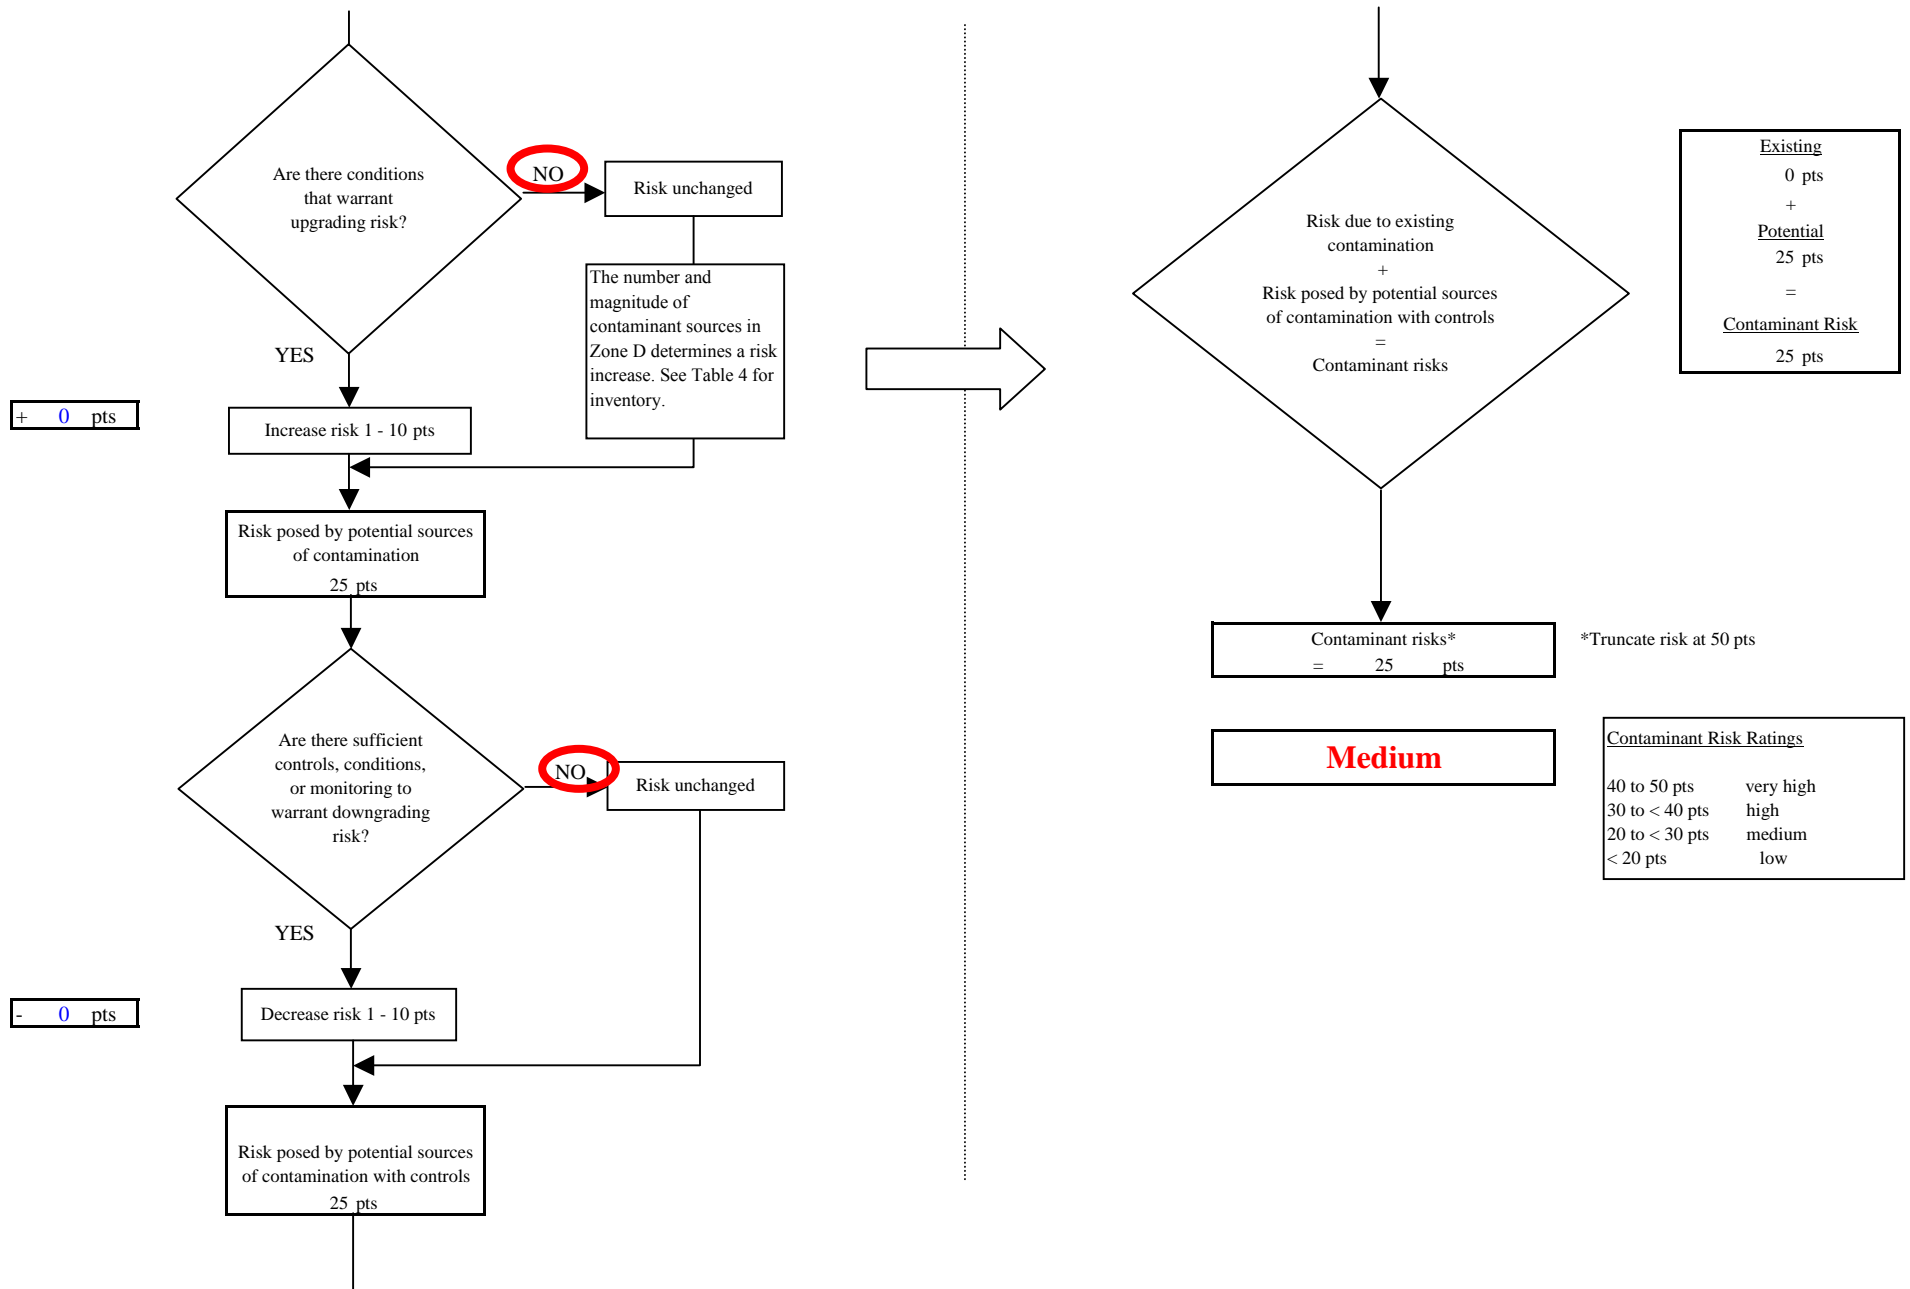 Are there conditions
that warrant
upgrading risk?
NO
Risk unchanged
The number and
magnitude of
contaminant sources in
Zone D determines a risk
increase. See Table 4 for
inventory.
YES
+ 0 pts
Increase risk 1 - 10 pts
Risk posed by potential sources
of contamination
25 pts
Are there sufficient
controls, conditions,
or monitoring to
warrant downgrading
risk?
NO
Risk unchanged
YES
- 0 pts
Decrease risk 1 - 10 pts
Risk posed by potential sources
of contamination with controls
25 pts
Risk due to existing
contamination
+
Risk posed by potential sources
of contamination with controls
=
Contaminant risks
Existing
0 pts
+
Potential
25 pts
=
Contaminant Risk
25 pts
Contaminant risks*
= 25 pts
*Truncate risk at 50 pts
Medium
Contaminant Risk Ratings
40 to 50 pts very high
30 to < 40 pts high
20 to < 30 pts medium
< 20 pts low